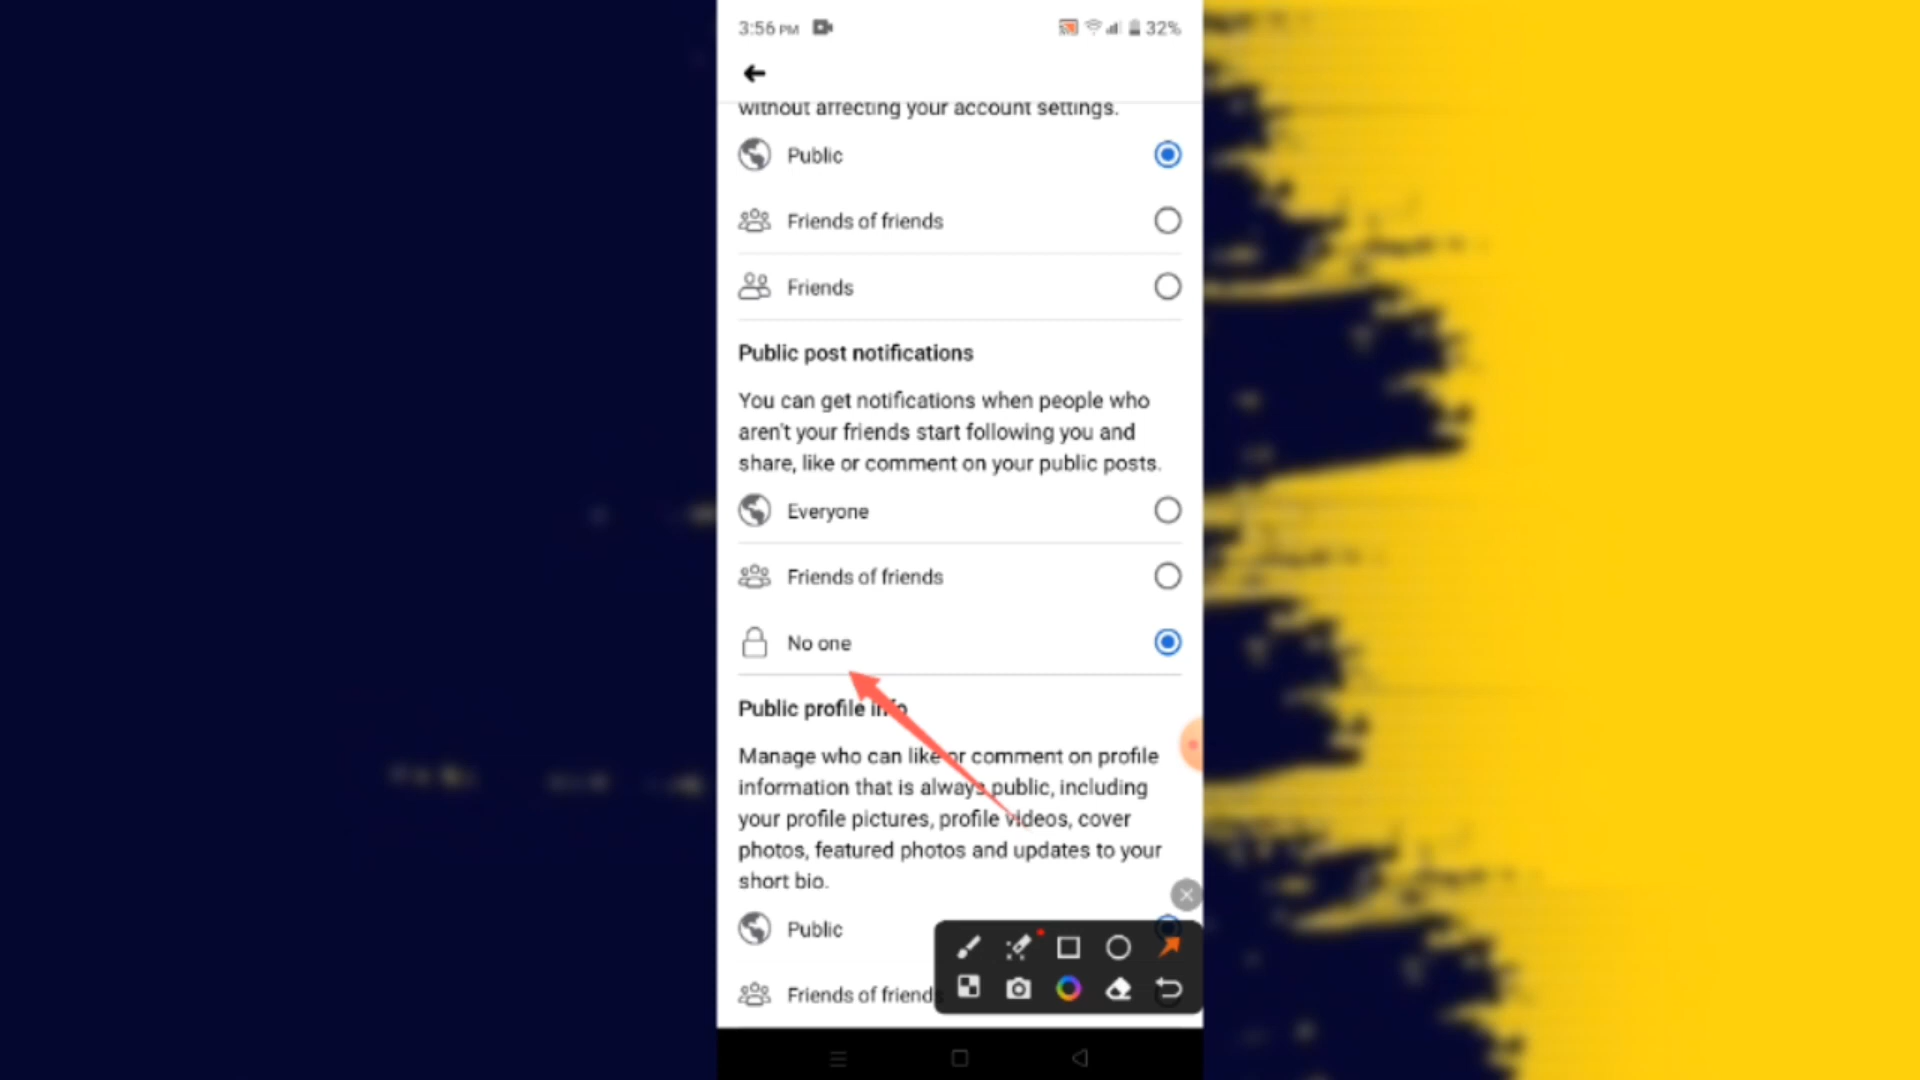 3:56 PM
32%
without affecting your account settings.
Public
Friends of friends
Friends
Public post notifications
You can get notifications when people who
aren't your friends start following you and
share, like or comment on your public posts.
Everyone
Friends of friends
No one
Public profile info
Manage who can like or comment on profile
information that is always public, including
your profile pictures, profile videos, cover
photos, featured photos and updates to your
short bio.
Public
Friends of friends